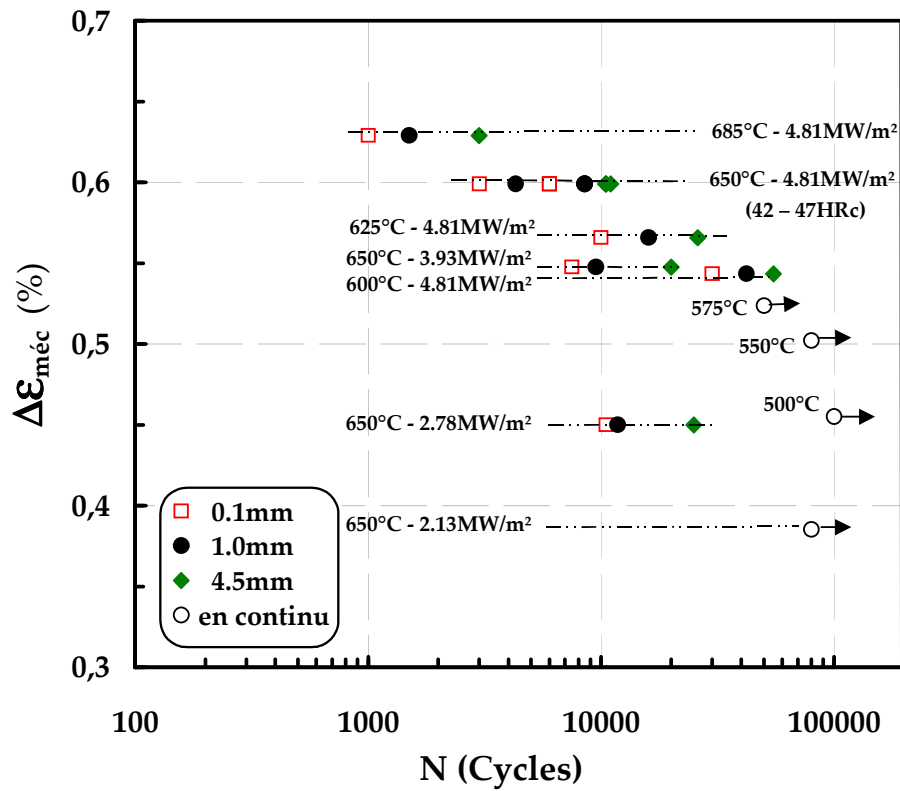 0,7
685°C - 4.81MW/m²
0,6
650°C - 4.81MW/m²
(42 – 47HRc)
625°C - 4.81MW/m²
650°C - 3.93MW/m²
600°C - 4.81MW/m²
575°C
0,5
550°C
500°C
650°C - 2.78MW/m²
0,4
650°C - 2.13MW/m²
0.1mm
1.0mm
4.5mm
en continu
0,3
100
1000
10000
100000
N (Cycles)
Δεméc (%)